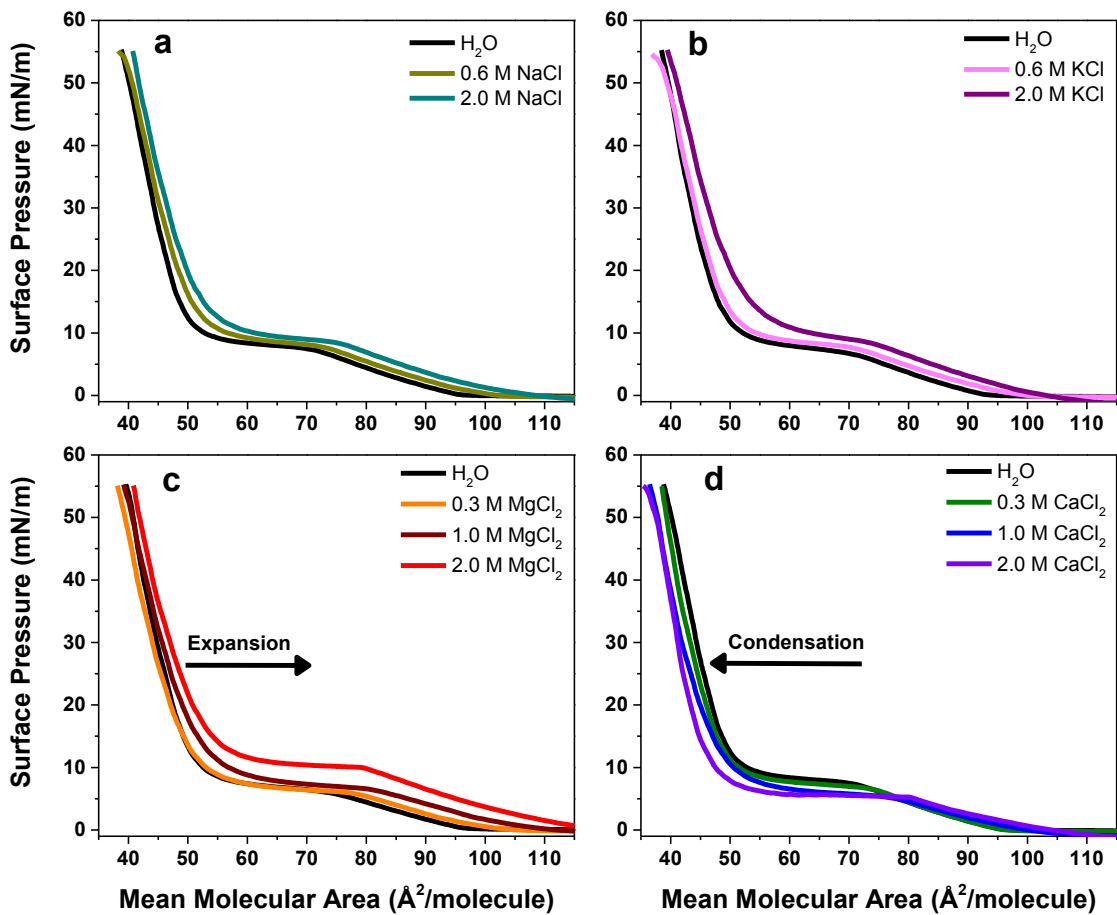 a
H₂O
0.6 M NaCl
2.0 M NaCl
60
50
40
30
20
10
0
40 50 60 70 80 90 100 110
Surface Pressure (mN/m)
b
H₂O
0.6 M KCl
2.0 M KCl
60
50
40
30
20
10
0
40 50 60 70 80 90 100 110
c
H₂O
0.3 M MgCl₂
1.0 M MgCl₂
2.0 M MgCl₂
Expansion
60
50
40
30
20
10
0
40 50 60 70 80 90 100 110
Surface Pressure (mN/m)
Mean Molecular Area (Å²/molecule)
d
H₂O
0.3 M CaCl₂
1.0 M CaCl₂
2.0 M CaCl₂
Condensation
60
50
40
30
20
10
0
40 50 60 70 80 90 100 110
Mean Molecular Area (Å²/molecule)